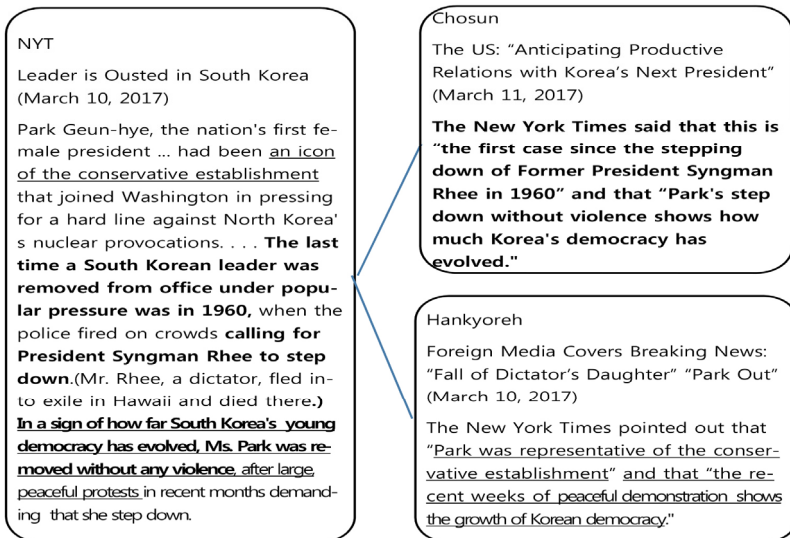 NYT
Leader is Ousted in South Korea
(March 10, 2017)
Park Geun-hye, the nation's first fe-
male president ... had been an icon
of the conservative establishment
that joined Washington in pressing
for a hard line against North Korea'
s nuclear provocations. . . . The last
time a South Korean leader was
removed from office under popu-
lar pressure was in 1960, when the
police fired on crowds calling for
President Syngman Rhee to step
down.(Mr. Rhee, a dictator, fled in-
to exile in Hawaii and died there.)
In a sign of how far South Korea's young
democracy has evolved, Ms. Park was re-
moved without any violence, after large,
peaceful protests in recent months demand-
ing that she step down.
Chosun
The US: “Anticipating Productive
Relations with Korea’s Next President”
(March 11, 2017)
The New York Times said that this is
“the first case since the stepping
down of Former President Syngman
Rhee in 1960” and that “Park's step
down without violence shows how
much Korea's democracy has
evolved."
Hankyoreh
Foreign Media Covers Breaking News:
“Fall of Dictator’s Daughter” “Park Out”
(March 10, 2017)
The New York Times pointed out that
“Park was representative of the conser-
vative establishment” and that “the re-
cent weeks of peaceful demonstration shows
the growth of Korean democracy."